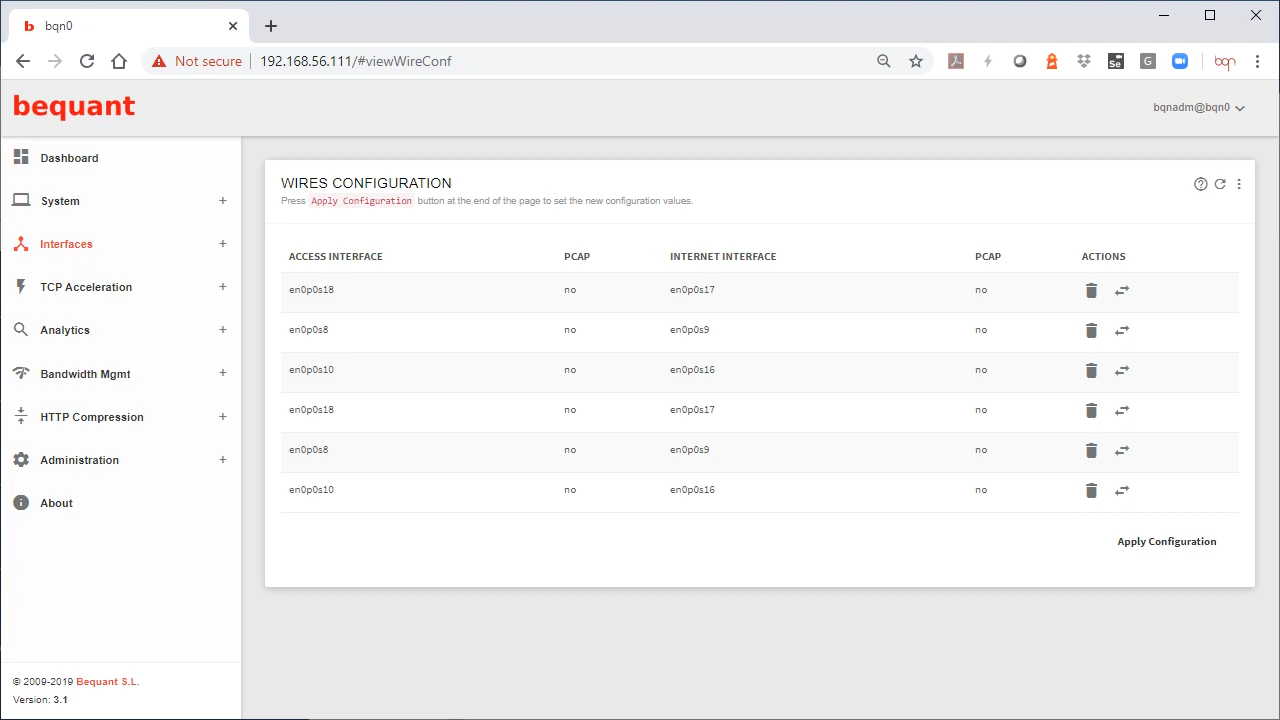 bqn0
Not secure 192.168.56.111/#viewWireConf
Se G bqn
bequant
bqnadm@bqn0
Dashboard
System +
Interfaces +
TCP Acceleration +
Analytics +
Bandwidth Mgmt +
HTTP Compression +
Administration +
About
© 2009-2019 Bequant S.L.
Version: 3.1
WIRES CONFIGURATION
Press Apply Configuration button at the end of the page to set the new configuration values.
ACCESS INTERFACE PCAP INTERNET INTERFACE PCAP ACTIONS
en0p0s18 no en0p0s17 no
en0p0s8 no en0p0s9 no
en0p0s10 no en0p0s16 no
en0p0s18 no en0p0s17 no
en0p0s8 no en0p0s9 no
en0p0s10 no en0p0s16 no
Apply Configuration